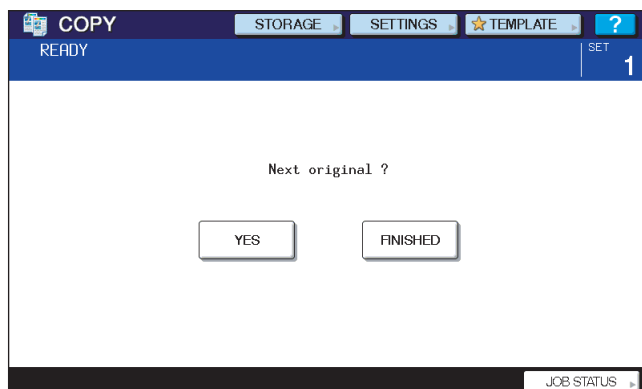 COPY STORAGE SETTINGS TEMPLATE ?
READY SET
1
Next original ?
YES FINISHED
JOB STATUS